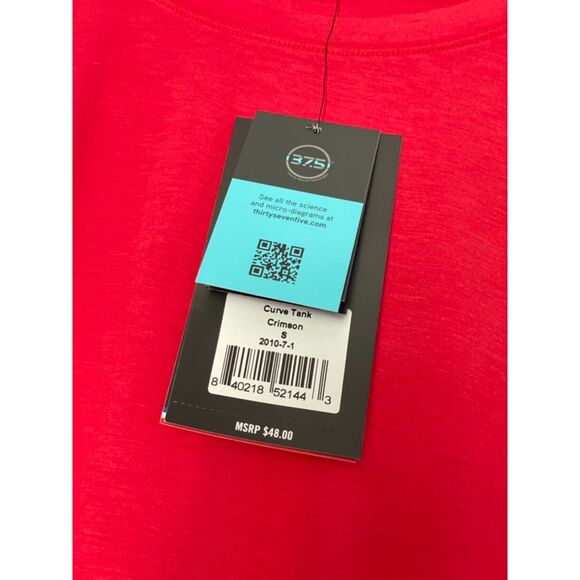 37.5
See all the science
and micro-diagrams at
thirtysevenfive.com
Curve Tank
Crimson
S
2010-7-1
8 40218 52144 3
MSRP $48.00